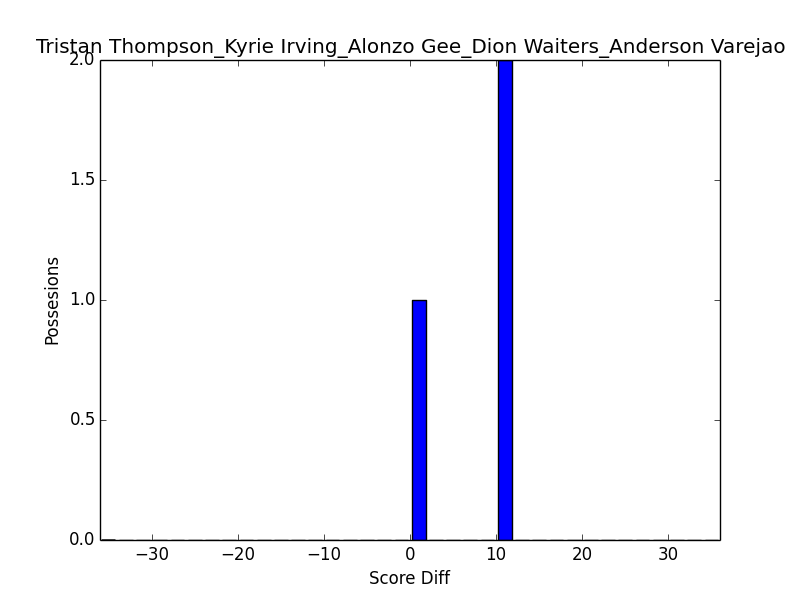 Tristan Thompson_Kyrie Irving_Alonzo Gee_Dion Waiters_Anderson Varejao
2.0
1.5
1.0
0.5
0.0
Possesions
−30 −20 −10 0 10 20 30
Score Diff